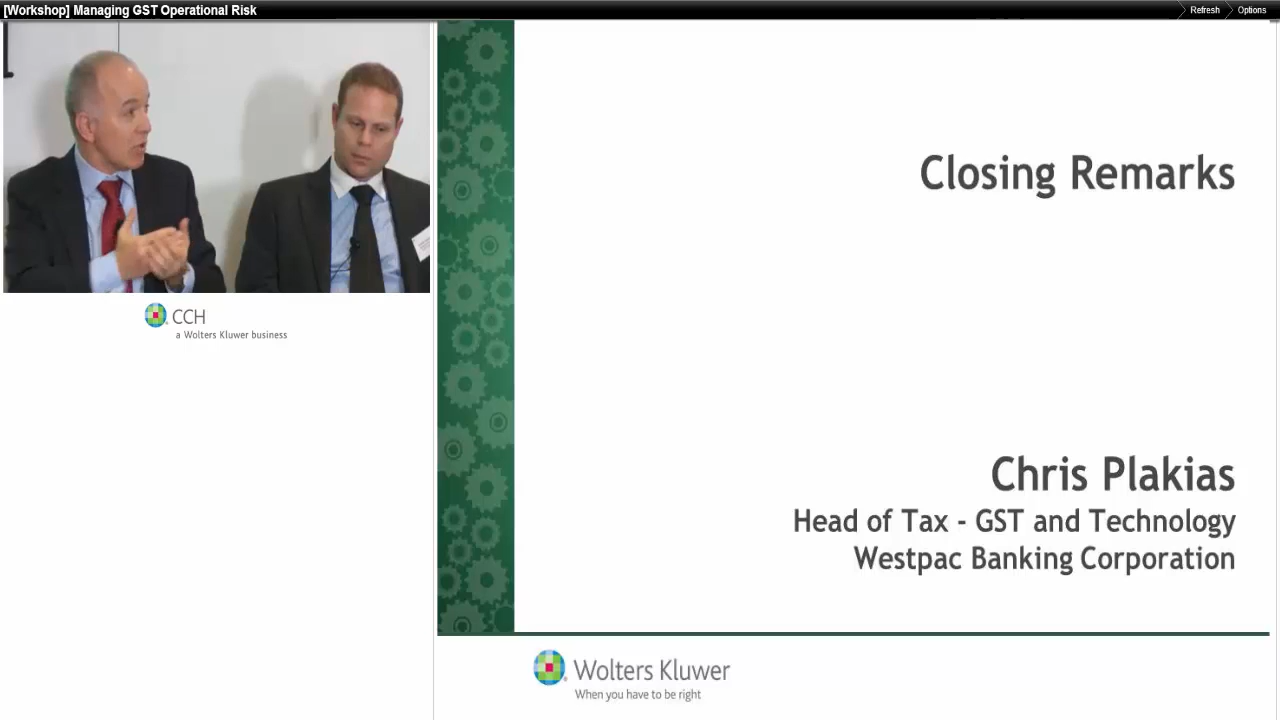 [Workshop] Managing GST Operational Risk
Refresh
Options
CCH
a Wolters Kluwer business
Closing Remarks
Chris Plakias
Head of Tax - GST and Technology
Westpac Banking Corporation
Wolters Kluwer
When you have to be right